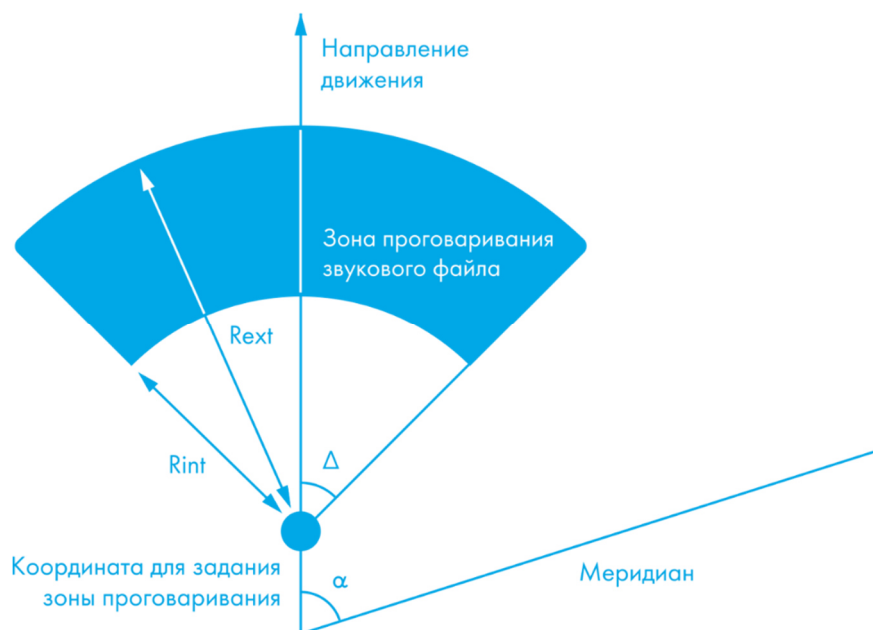 Направление
движения
Зона проговаривания
звукового файла
Rext
Rint
Δ
Координата для задания
зоны проговаривания
α
Меридиан